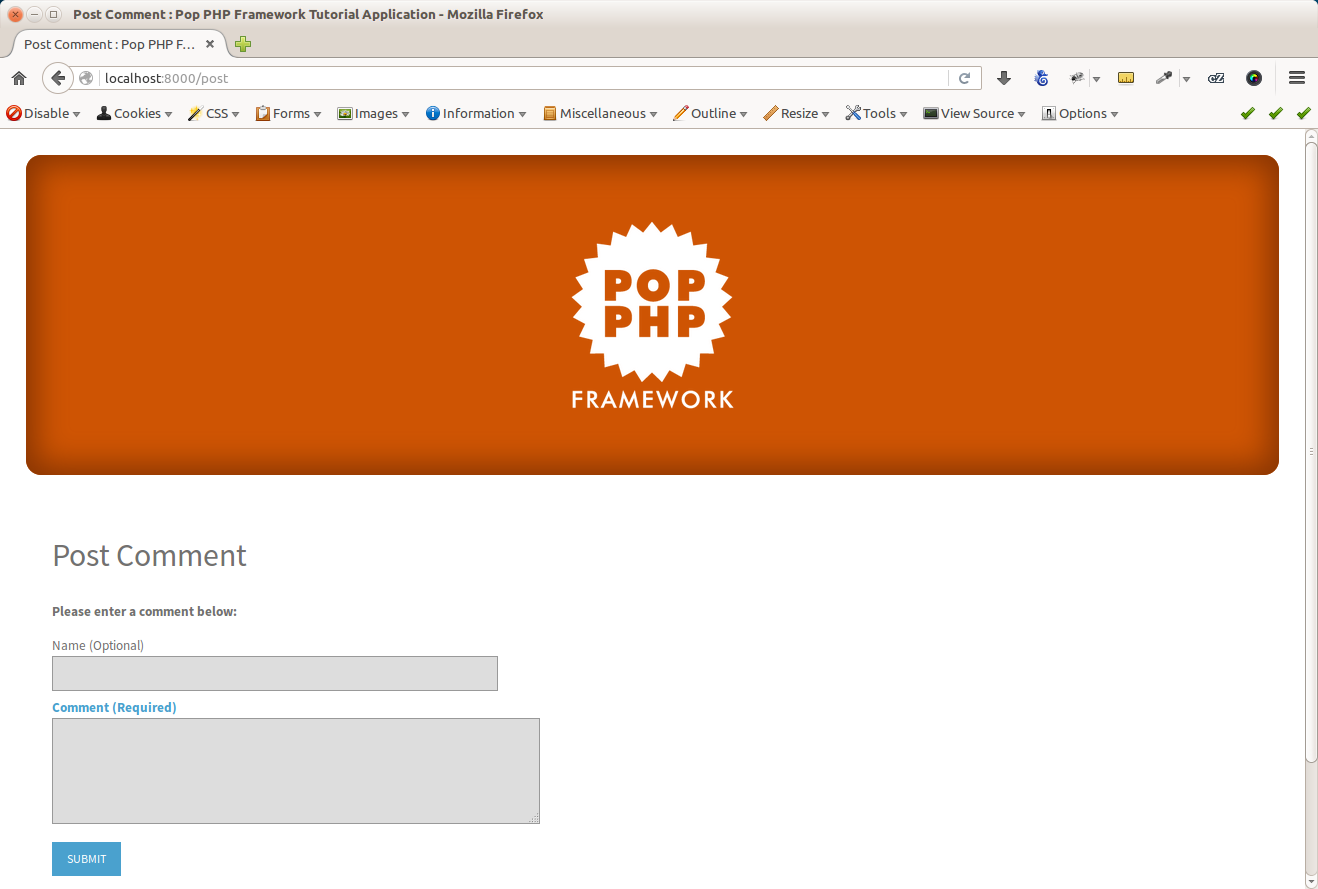 Post Comment : Pop PHP Framework Tutorial Application - Mozilla Firefox
Post Comment : Pop PHP F...
localhost:8000/post
Disable Cookies CSS Forms Images Information Miscellaneous Outline Resize Tools View Source Options
POP
PHP
FRAMEWORK
Post Comment
Please enter a comment below:
Name (Optional)
Comment (Required)
SUBMIT